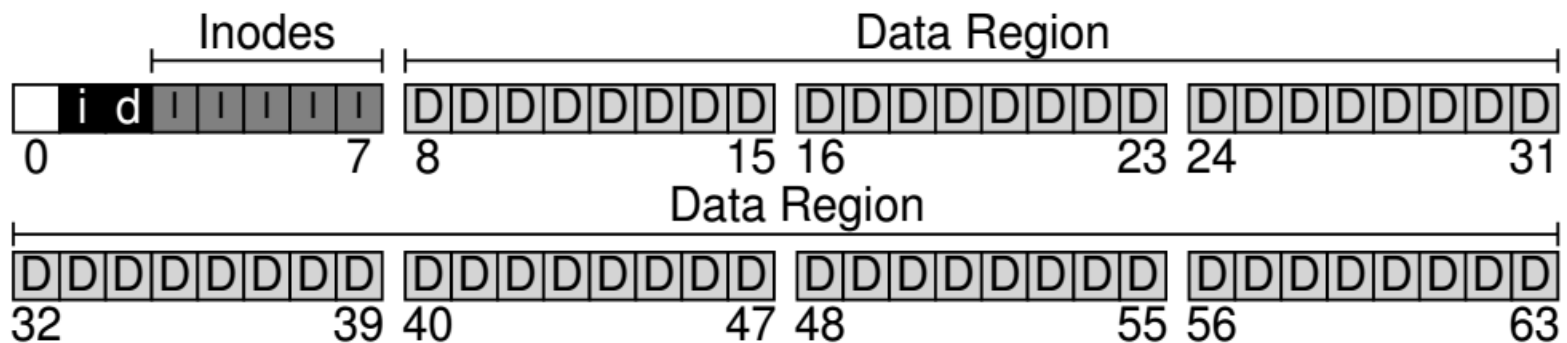 Inodes Data Region
i d I I I I I D D D D D D D D D D D D D D D D D D D D D D D D
0 7 8 15 16 23 24 31
Data Region
D D D D D D D D D D D D D D D D D D D D D D D D D D D D D D D D
32 39 40 47 48 55 56 63